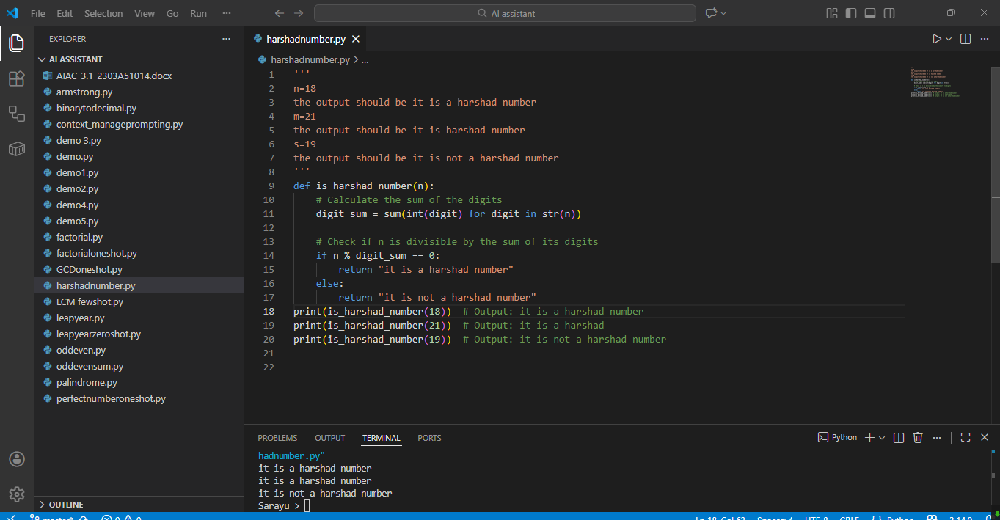 File Edit Selection View Go Run ··· AI assistant
EXPLORER ···
AI ASSISTANT
AIAC-3.1-2303A51014.docx
armstrong.py
binarytodecimal.py
context_manageprompting.py
demo 3.py
demo.py
demo1.py
demo2.py
demo4.py
demo5.py
factorial.py
factorialoneshot.py
GCDoneshot.py
harshadnumber.py
LCM fewshot.py
leapyear.py
leapyearzeroshot.py
oddeven.py
oddevensum.py
palindrome.py
perfectnumberoneshot.py
OUTLINE
harshadnumber.py
harshadnumber.py > ...
1 '''
2 n=18
3 the output should be it is a harshad number
4 m=21
5 the output should be it is harshad number
6 s=19
7 the output should be it is not a harshad number
8 '''
9 def is_harshad_number(n):
10     # Calculate the sum of the digits
11     digit_sum = sum(int(digit) for digit in str(n))
12
13     # Check if n is divisible by the sum of its digits
14     if n % digit_sum == 0:
15         return "it is a harshad number"
16     else:
17         return "it is not a harshad number"
18 print(is_harshad_number(18))  # Output: it is a harshad number
19 print(is_harshad_number(21))  # Output: it is a harshad
20 print(is_harshad_number(19))  # Output: it is not a harshad number
21
22
PROBLEMS OUTPUT TERMINAL PORTS Python
hadnumber.py"
it is a harshad number
it is a harshad number
it is not a harshad number
Sarayu >
master* 0 0 Ln 18, Col 62 Spaces: 4 UTF-8 CRLF {} Python 3.14.0